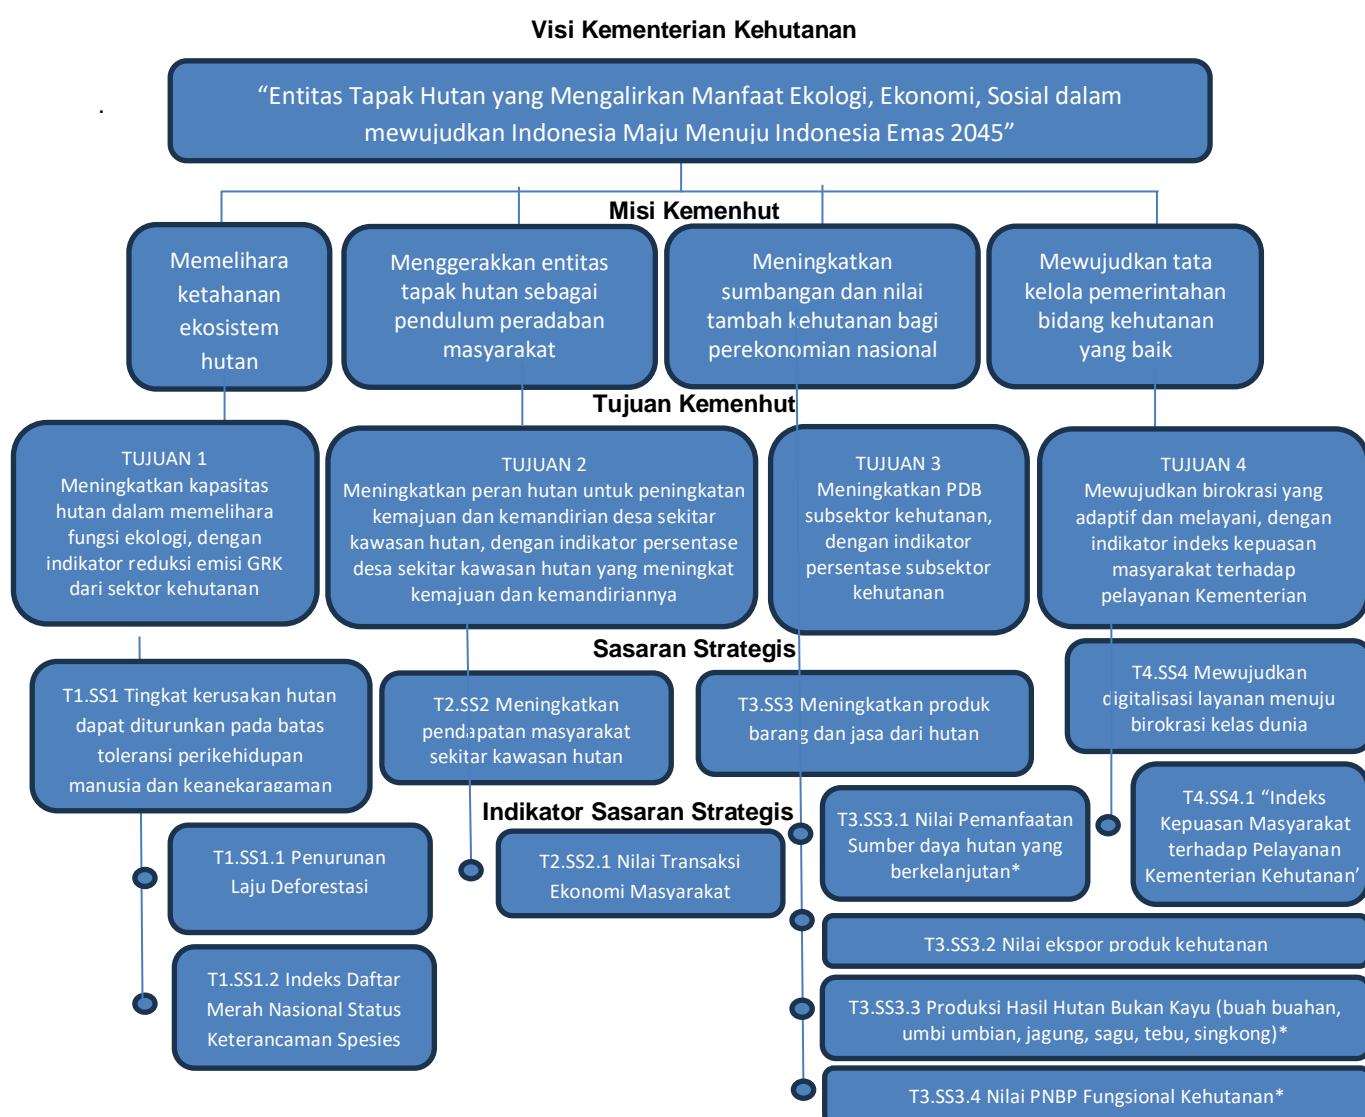 Visi Kementerian Kehutanan
“Entitas Tapak Hutan yang Mengalirkan Manfaat Ekologi, Ekonomi, Sosial dalam
mewujudkan Indonesia Maju Menuju Indonesia Emas 2045”
.
Misi Kemenhut
Memelihara
ketahanan
ekosistem
hutan
Menggerakkan entitas
tapak hutan sebagai
pendulum peradaban
masyarakat
Meningkatkan
sumbangan dan nilai
tambah kehutanan bagi
perekonomian nasional
Mewujudkan tata
kelola pemerintahan
bidang kehutanan
yang baik
Tujuan Kemenhut
TUJUAN 1
Meningkatkan kapasitas
hutan dalam memelihara
fungsi ekologi, dengan
indikator reduksi emisi GRK
dari sektor kehutanan
TUJUAN 2
Meningkatkan peran hutan untuk peningkatan
kemajuan dan kemandirian desa sekitar
kawasan hutan, dengan indikator persentase
desa sekitar kawasan hutan yang meningkat
kemajuan dan kemandiriannya
TUJUAN 3
Meningkatkan PDB
subsektor kehutanan,
dengan indikator
persentase subsektor
kehutanan
TUJUAN 4
Mewujudkan birokrasi yang
adaptif dan melayani, dengan
indikator indeks kepuasan
masyarakat terhadap
pelayanan Kementerian
Sasaran Strategis
T1.SS1 Tingkat kerusakan hutan
dapat diturunkan pada batas
toleransi perikehidupan
manusia dan keanekaragaman
T2.SS2 Meningkatkan
pendapatan masyarakat
sekitar kawasan hutan
T3.SS3 Meningkatkan produk
barang dan jasa dari hutan
T4.SS4 Mewujudkan
digitalisasi layanan menuju
birokrasi kelas dunia
Indikator Sasaran Strategis
T1.SS1.1 Penurunan
Laju Deforestasi
T1.SS1.2 Indeks Daftar
Merah Nasional Status
Keterancaman Spesies
T2.SS2.1 Nilai Transaksi
Ekonomi Masyarakat
T3.SS3.1 Nilai Pemanfaatan
Sumber daya hutan yang
berkelanjutan*
T3.SS3.2 Nilai ekspor produk kehutanan
T3.SS3.3 Produksi Hasil Hutan Bukan Kayu (buah buahan,
umbi umbian, jagung, sagu, tebu, singkong)*
T3.SS3.4 Nilai PNBP Fungsional Kehutanan*
T4.SS4.1 “Indeks
Kepuasan Masyarakat
terhadap Pelayanan
Kementerian Kehutanan’